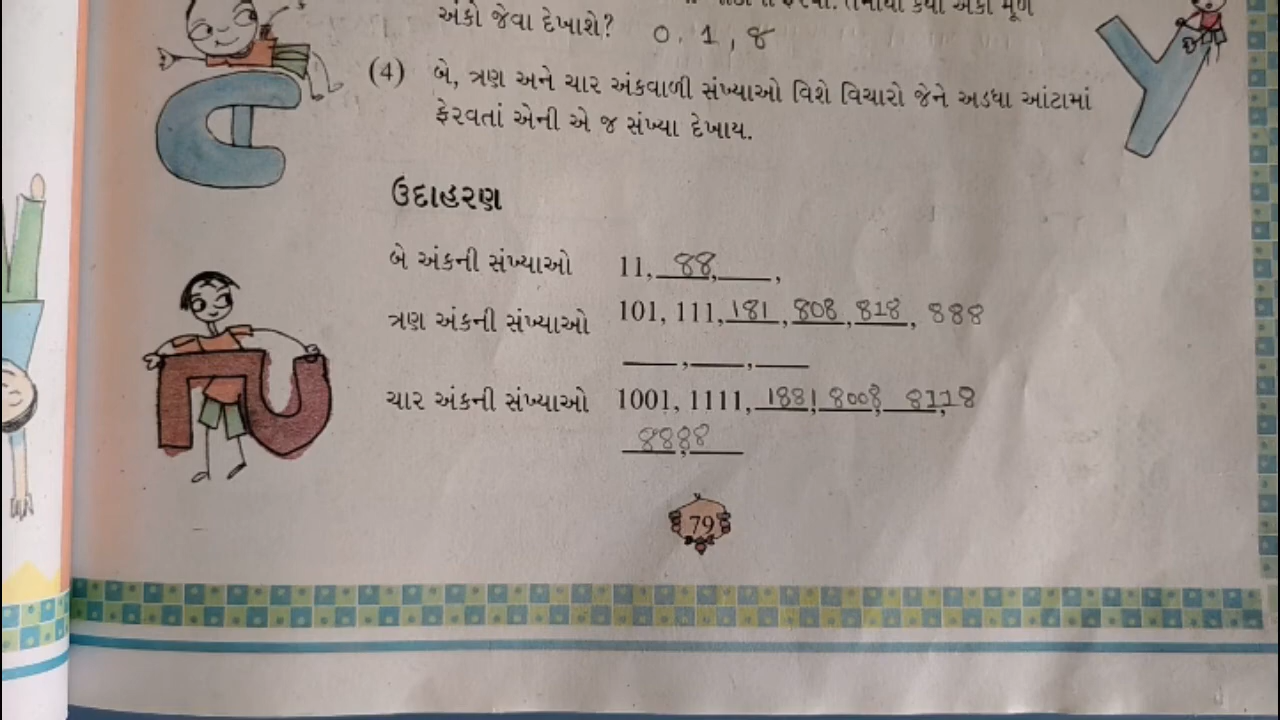 અંકો જેવા દેખાશે? 0, 1, 8
(4) બે, ત્રણ અને ચાર અંકવાળી સંખ્યાઓ વિશે વિચારો જેને અડધા આંટામાં
ફેરવતાં એની એ જ સંખ્યા દેખાય.
ઉદાહરણ
બે અંકની સંખ્યાઓ 11, 88,
ત્રણ અંકની સંખ્યાઓ 101, 111, 181, 808, 818, 888
ચાર અંકની સંખ્યાઓ 1001, 1111, 1881, 8008, 8118
8888
79